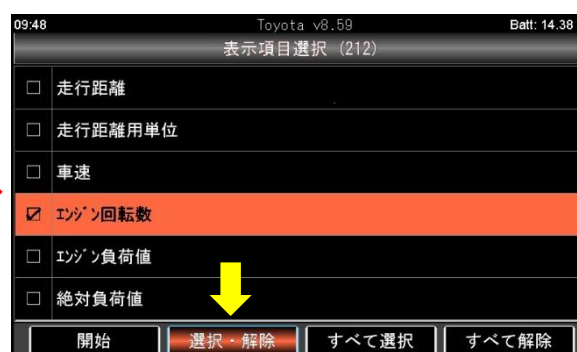 09:48 Toyota v8.59 Batt: 14.38
表示項目選択 (212)
走行距離
走行距離用単位
車速
ｴﾝｼﾞﾝ回転数
ｴﾝｼﾞﾝ負荷値
絶対負荷値
開始 選択・解除 すべて選択 すべて解除